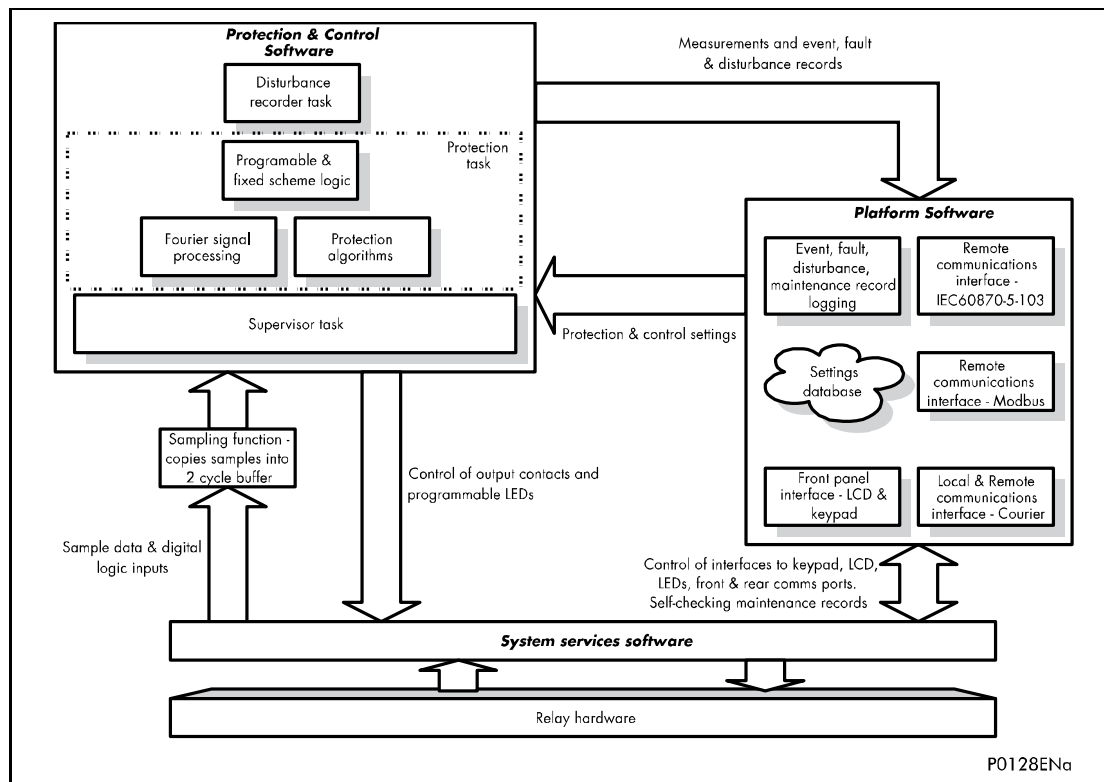 Protection & Control
Software
Disturbance
recorder task
Protection
task
Programable &
fixed scheme logic
Fourier signal
processing
Protection
algorithms
Supervisor task
Measurements and event, fault
& disturbance records
Platform Software
Event, fault,
disturbance,
maintenance record
logging
Remote
communications
interface -
IEC60870-5-103
Protection & control settings
Settings
database
Remote
communications
interface - Modbus
Front panel
interface - LCD &
keypad
Local & Remote
communications
interface - Courier
Sampling function -
copies samples into
2 cycle buffer
Control of output contacts and
programmable LEDs
Sample data & digital
logic inputs
Control of interfaces to keypad, LCD,
LEDs, front & rear comms ports.
Self-checking maintenance records
System services software
Relay hardware
P0128ENa